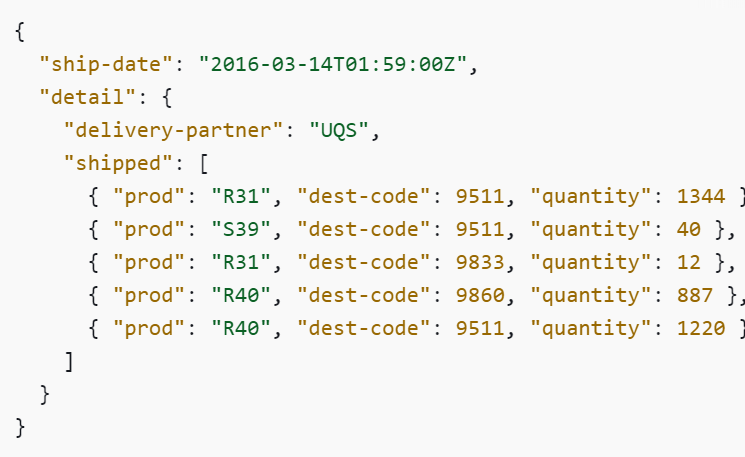 {
  "ship-date": "2016-03-14T01:59:00Z",
  "detail": {
    "delivery-partner": "UQS",
    "shipped": [
      { "prod": "R31", "dest-code": 9511, "quantity": 1344 }
      { "prod": "S39", "dest-code": 9511, "quantity": 40 },
      { "prod": "R31", "dest-code": 9833, "quantity": 12 },
      { "prod": "R40", "dest-code": 9860, "quantity": 887 },
      { "prod": "R40", "dest-code": 9511, "quantity": 1220 }
    ]
  }
}